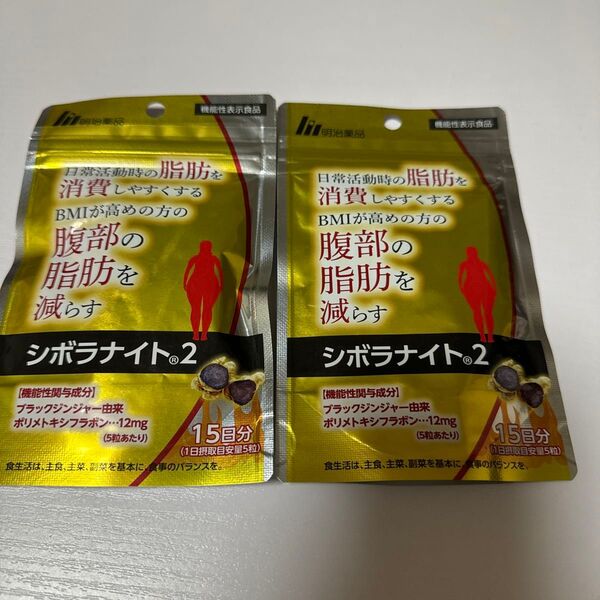 明治薬品
機能性表示食品
日常活動時の脂肪を
消費しやすくする
BMIが高めの方の
腹部の
脂肪を
減らす
シボラナイト®2
【機能性関与成分】
ブラックジンジャー由来
ポリメトキシフラボン…12mg
(5粒あたり)
15日分
(1日摂取目安量5粒)
食生活は、主食、主菜、副菜を基本に、食事のバランスを。
明治薬品
機能性表示食品
日常活動時の脂肪を
消費しやすくする
BMIが高めの方の
腹部の
脂肪を
減らす
シボラナイト®2
【機能性関与成分】
ブラックジンジャー由来
ポリメトキシフラボン…12mg
(5粒あたり)
15日分
(1日摂取目安量5粒)
食生活は、主食、主菜、副菜を基本に、食事のバランスを。